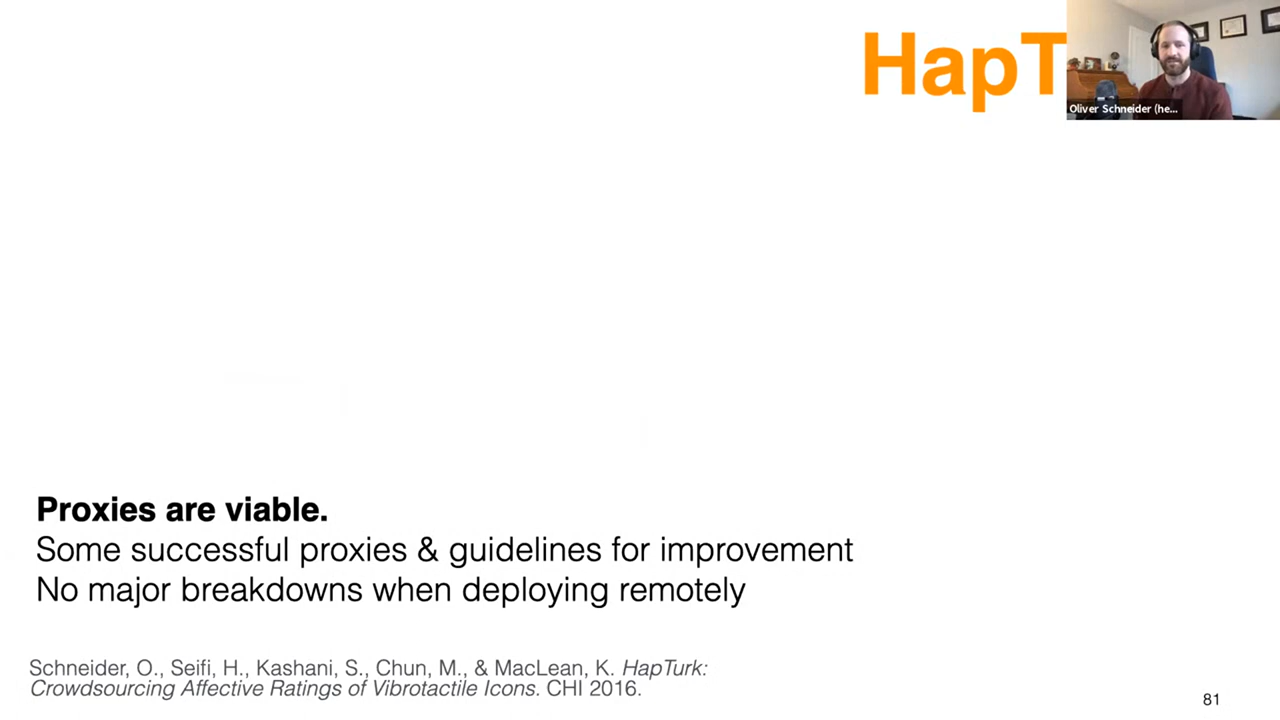 HapT
Oliver Schneider (he...
Proxies are viable.
Some successful proxies & guidelines for improvement
No major breakdowns when deploying remotely
Schneider, O., Seifi, H., Kashani, S., Chun, M., & MacLean, K. HapTurk:
Crowdsourcing Affective Ratings of Vibrotactile Icons. CHI 2016.
81